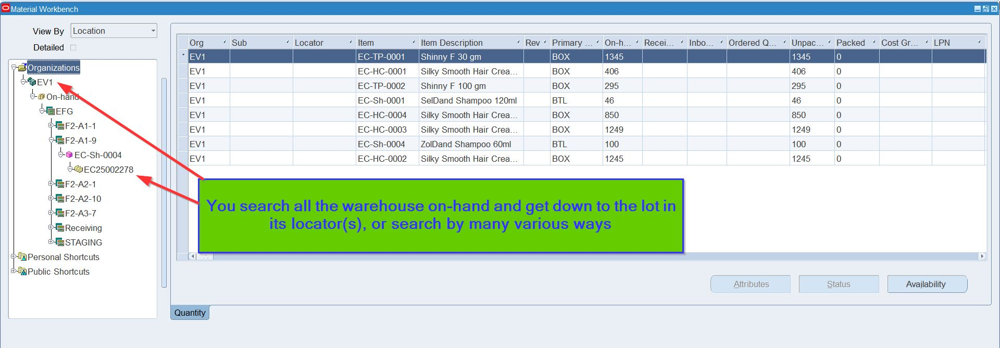 Material Workbench
View By Location
Detailed
Organizations
EV1
On-hand
EFG
F2-A1-1
F2-A1-9
EC-Sh-0004
EC25002278
F2-A2-1
F2-A2-10
F2-A3-7
Receiving
STAGING
Personal Shortcuts
Public Shortcuts
Org Sub Locator Item Item Description Rev Primary ... On-h... Recei... Inbo... Ordered Q... Unpac... Packed Cost Gr... LPN
EV1 EC-TP-0001 Shinny F 30 gm BOX 1345 1345 0
EV1 EC-HC-0001 Silky Smooth Hair Crea... BOX 406 406 0
EV1 EC-TP-0002 Shinny F 100 gm BOX 295 295 0
EV1 EC-Sh-0001 SelDand Shampoo 120ml BTL 46 46 0
EV1 EC-HC-0004 Silky Smooth Hair Crea... BOX 850 850 0
EV1 EC-HC-0003 Silky Smooth Hair Crea... BOX 1249 1249 0
EV1 EC-Sh-0004 ZolDand Shampoo 60ml BTL 100 100 0
EV1 EC-HC-0002 Silky Smooth Hair Crea... BOX 1245 1245 0
You search all the warehouse on-hand and get down to the lot in
its locator(s), or search by many various ways
Attributes Status Availability
Quantity